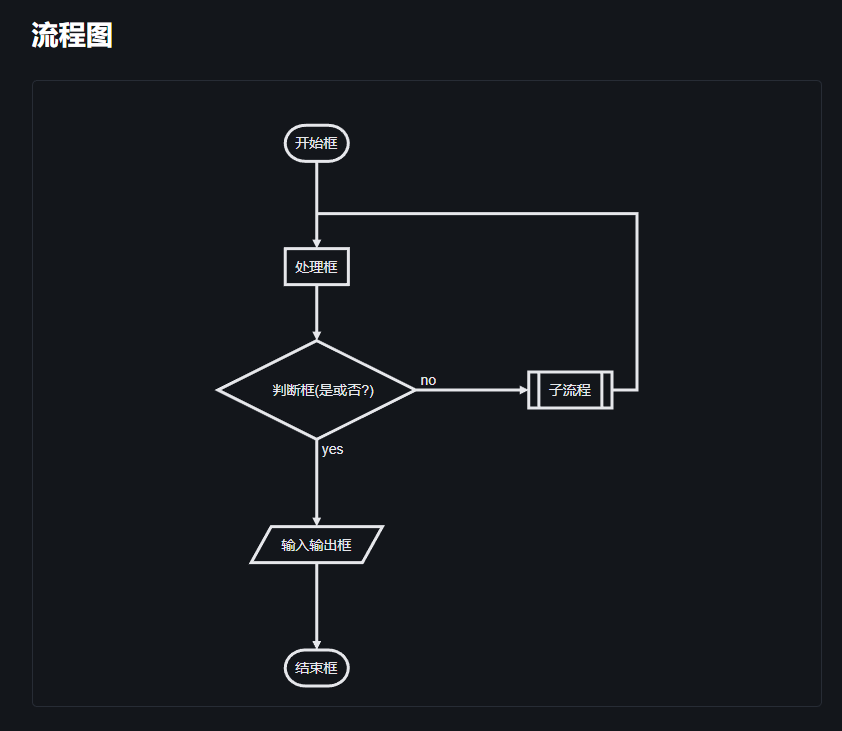 流程图
开始框
处理框
判断框(是或否?)
no
子流程
yes
输入输出框
结束框